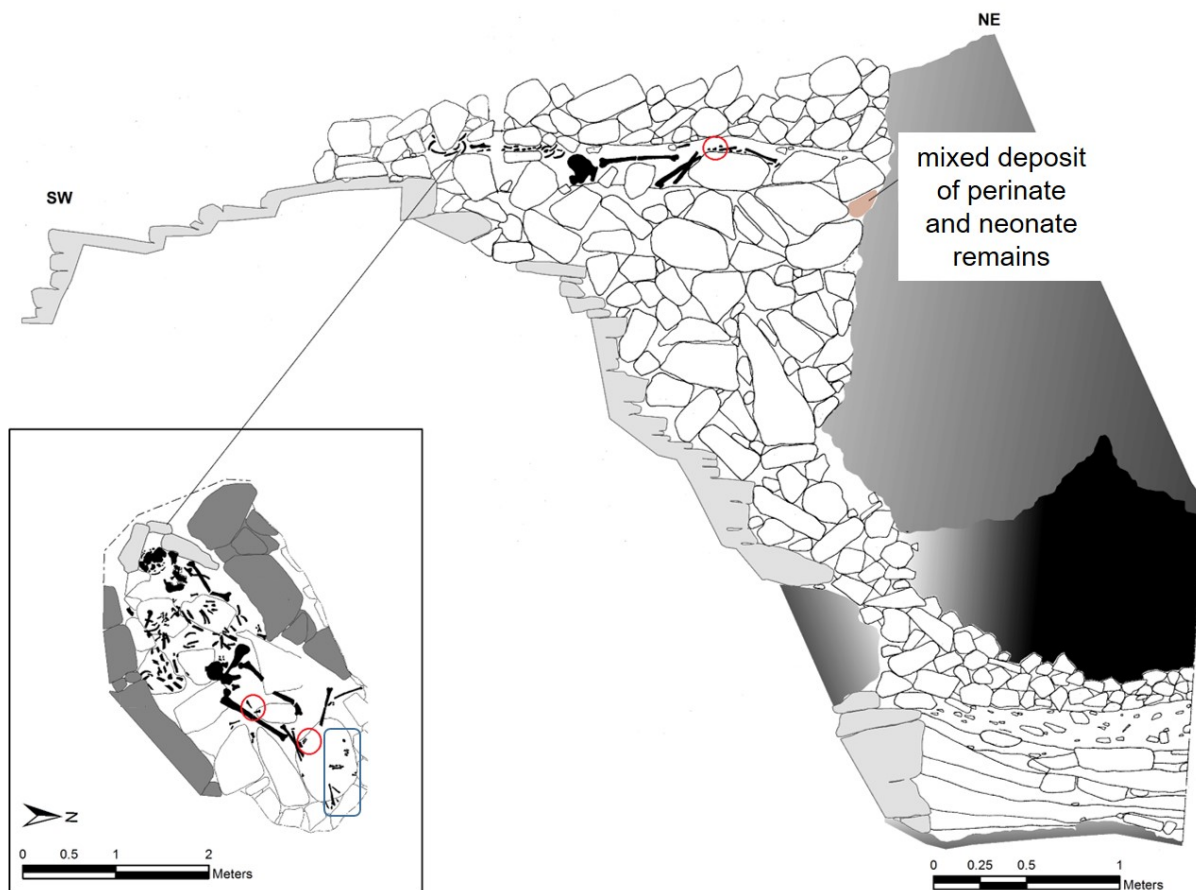 NE
mixed deposit
of perinate
and neonate
remains
SW
N
0 0.5 1 2
Meters
0 0.25 0.5 1
Meters